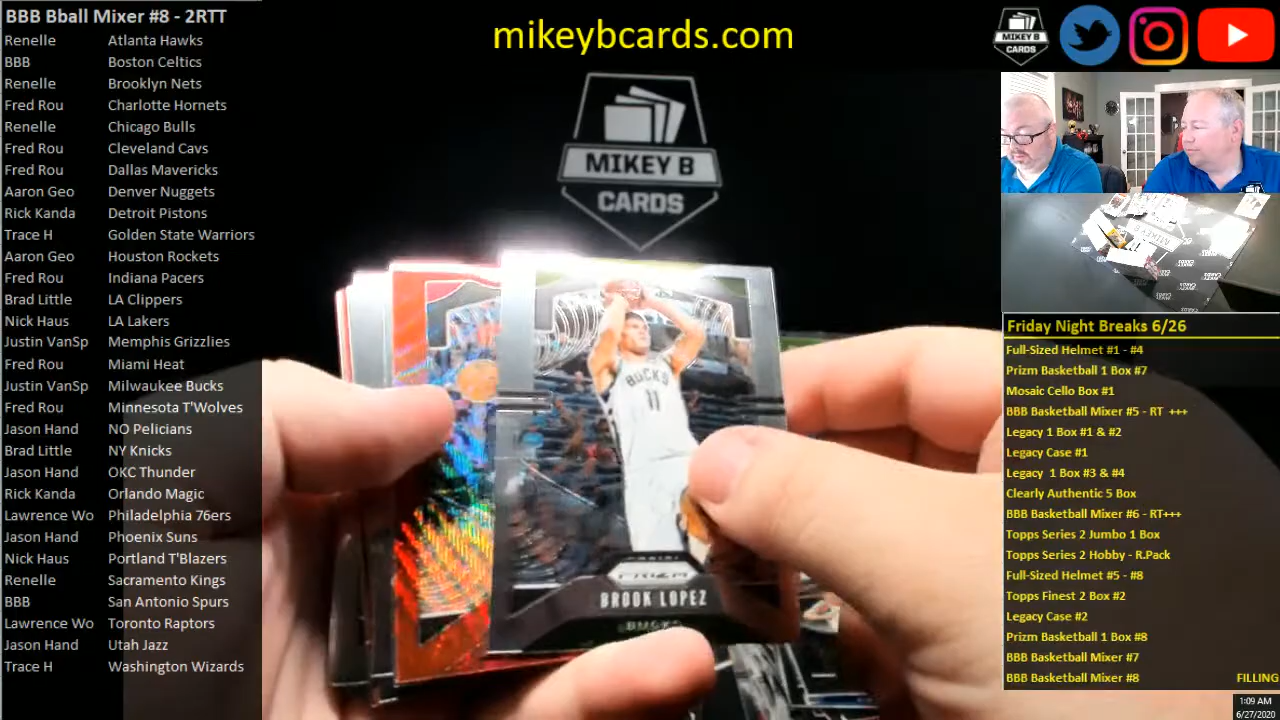 BBB Bball Mixer #8 - 2RTT
Renelle Atlanta Hawks
BBB Boston Celtics
Renelle Brooklyn Nets
Fred Rou Charlotte Hornets
Renelle Chicago Bulls
Fred Rou Cleveland Cavs
Fred Rou Dallas Mavericks
Aaron Geo Denver Nuggets
Rick Kanda Detroit Pistons
Trace H Golden State Warriors
Aaron Geo Houston Rockets
Fred Rou Indiana Pacers
Brad Little LA Clippers
Nick Haus LA Lakers
Justin VanSp Memphis Grizzlies
Fred Rou Miami Heat
Justin VanSp Milwaukee Bucks
Fred Rou Minnesota T'Wolves
Jason Hand NO Pelicians
Brad Little NY Knicks
Jason Hand OKC Thunder
Rick Kanda Orlando Magic
Lawrence Wo Philadelphia 76ers
Jason Hand Phoenix Suns
Nick Haus Portland T'Blazers
Renelle Sacramento Kings
BBB San Antonio Spurs
Lawrence Wo Toronto Raptors
Jason Hand Utah Jazz
Trace H Washington Wizards
mikeybcards.com
MIKEY B
CARDS
BUCKS
11
PRIZM
BROOK LOPEZ
BUCKS
MIKEY B
CARDS
Friday Night Breaks 6/26
Full-Sized Helmet #1 - #4
Prizm Basketball 1 Box #7
Mosaic Cello Box #1
BBB Basketball Mixer #5 - RT +++
Legacy 1 Box #1 & #2
Legacy Case #1
Legacy 1 Box #3 & #4
Clearly Authentic 5 Box
BBB Basketball Mixer #6 - RT+++
Topps Series 2 Jumbo 1 Box
Topps Series 2 Hobby - R.Pack
Full-Sized Helmet #5 - #8
Topps Finest 2 Box #2
Legacy Case #2
Prizm Basketball 1 Box #8
BBB Basketball Mixer #7
BBB Basketball Mixer #8 FILLING
1:09 AM
6/27/2020